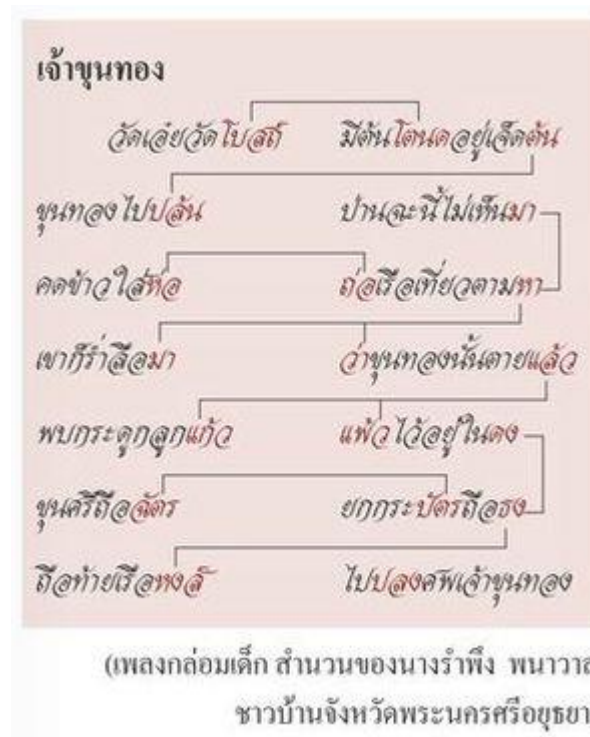 เจ้าขุนทอง
วัดเอ๋ยวัดโบสถ์ มีต้นโตนดอยู่เจ็ดต้น
ขุนทองไปปล้น ป่านฉะนี้ไม่เห็นมา
คดข้าวใส่ห่อ ถ่อเรือเที่ยวตามหา
เขาก็ร่ำลือมา ว่าขุนทองนั้นตายแล้ว
พบกระดูกลูกแก้ว แพ้วไว้อยู่ในดง
ขุนศรีถือฉัตร ยกกระบัตรถือธง
ถือท้ายเรือหงส์ ไปปลงศพเจ้าขุนทอง
(เพลงกล่อมเด็ก สำนวนของนางรำพึง พนาวาส
ชาวบ้านจังหวัดพระนครศรีอยุธยา